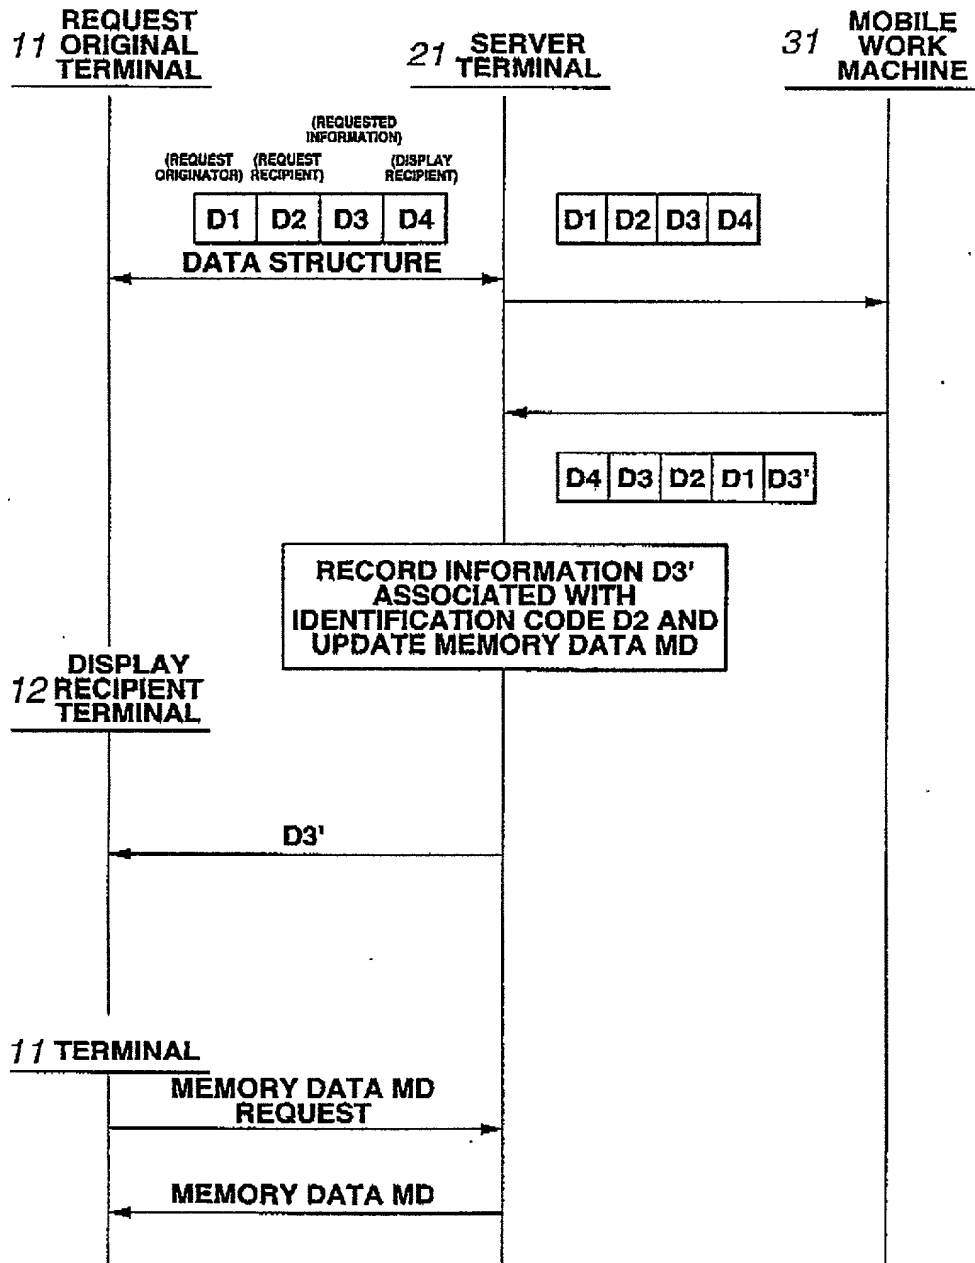 11 REQUEST ORIGINAL TERMINAL
21 SERVER TERMINAL
31 MOBILE WORK MACHINE
(REQUEST ORIGINATOR)
(REQUEST RECIPIENT)
(REQUESTED INFORMATION)
(DISPLAY RECIPIENT)
D1 D2 D3 D4
D1 D2 D3 D4
DATA STRUCTURE
D4 D3 D2 D1 D3'
RECORD INFORMATION D3'
ASSOCIATED WITH
IDENTIFICATION CODE D2 AND
UPDATE MEMORY DATA MD
12 DISPLAY RECIPIENT TERMINAL
D3'
11 TERMINAL
MEMORY DATA MD
REQUEST
MEMORY DATA MD